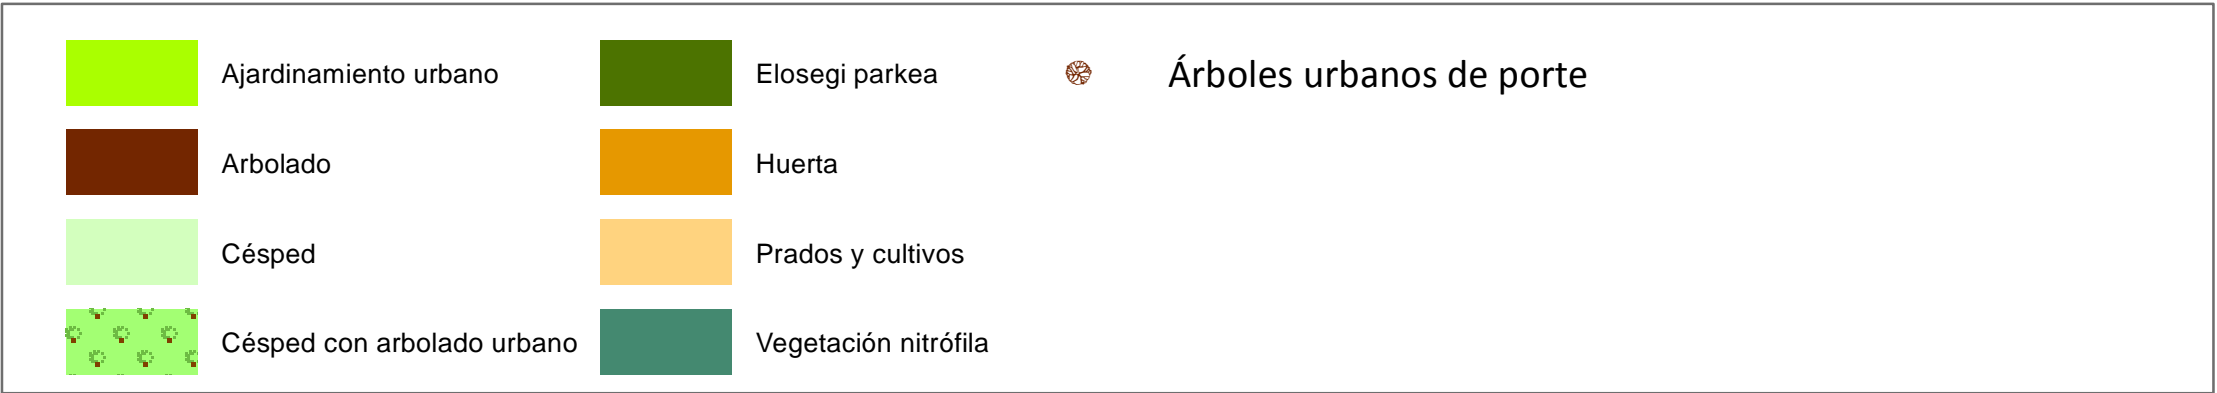 Ajardinamiento urbano
Arbolado
Césped
Césped con arbolado urbano
Elosegi parkea
Huerta
Prados y cultivos
Vegetación nitrófila
Árboles urbanos de porte